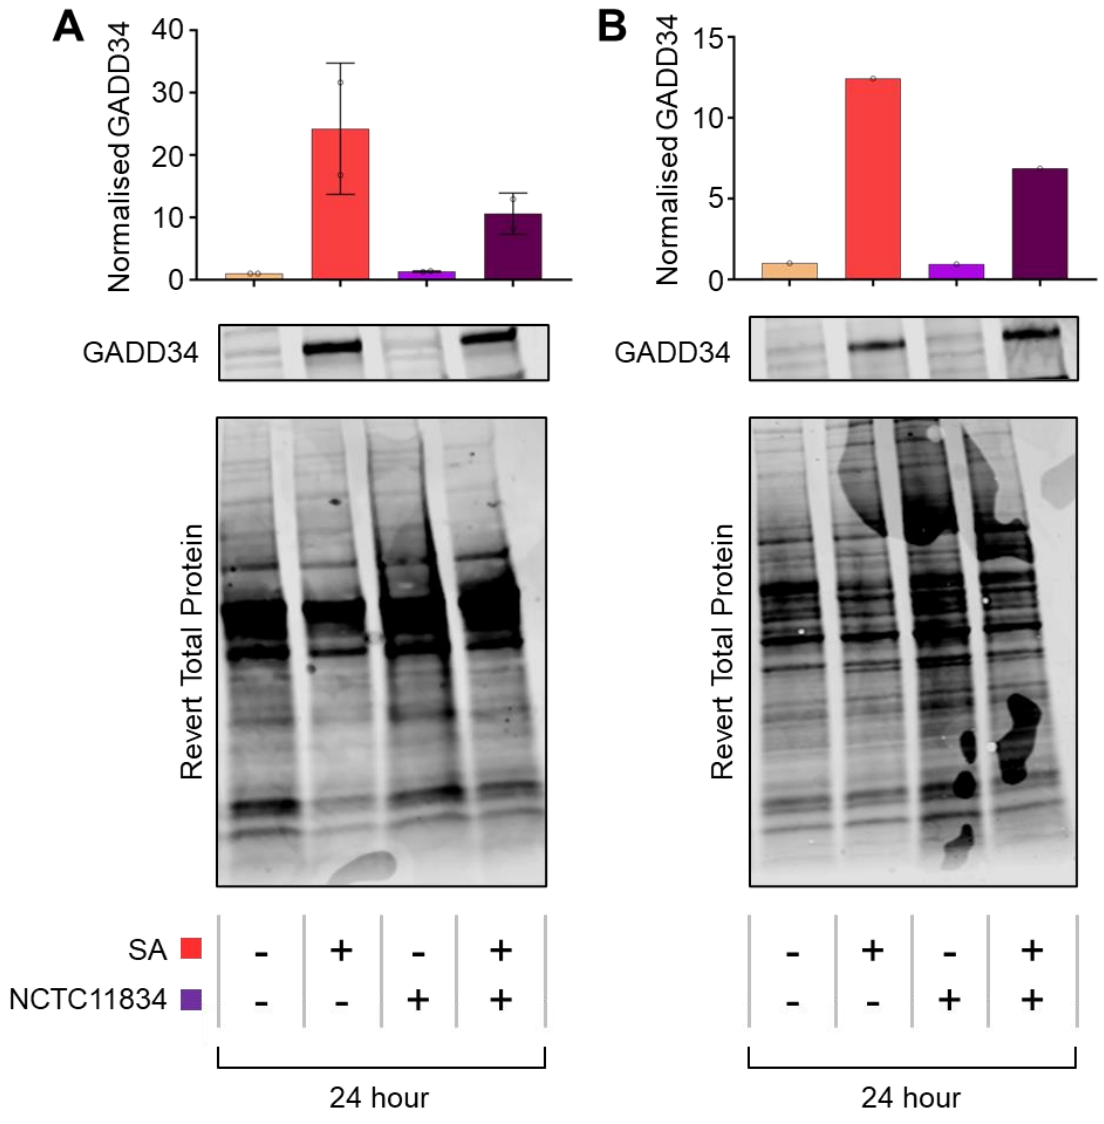 A
B
Normalised GADD34
40
30
20
10
0
Normalised GADD34
15
10
5
0
GADD34
GADD34
Revert Total Protein
Revert Total Protein
SA - + - + - + - +
NCTC11834 - - + + - - + +
24 hour
24 hour